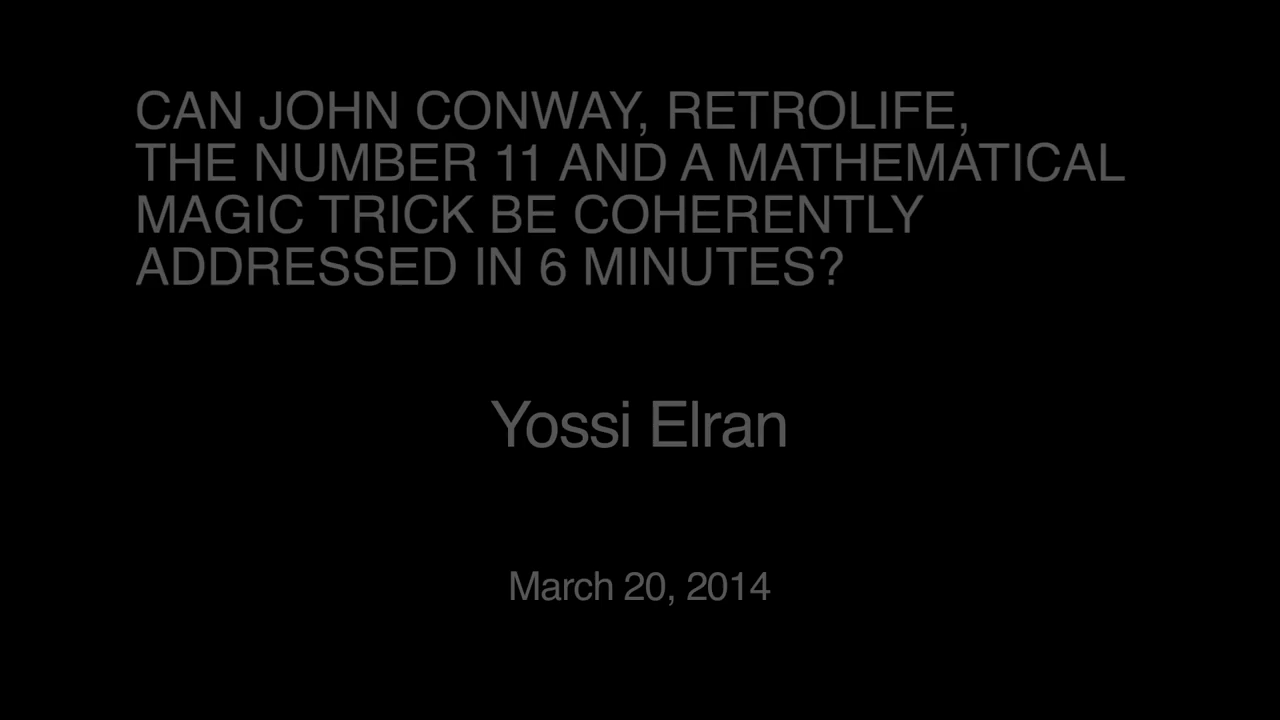 CAN JOHN CONWAY, RETROLIFE,
THE NUMBER 11 AND A MATHEMATICAL
MAGIC TRICK BE COHERENTLY
ADDRESSED IN 6 MINUTES?
Yossi Elran
March 20, 2014